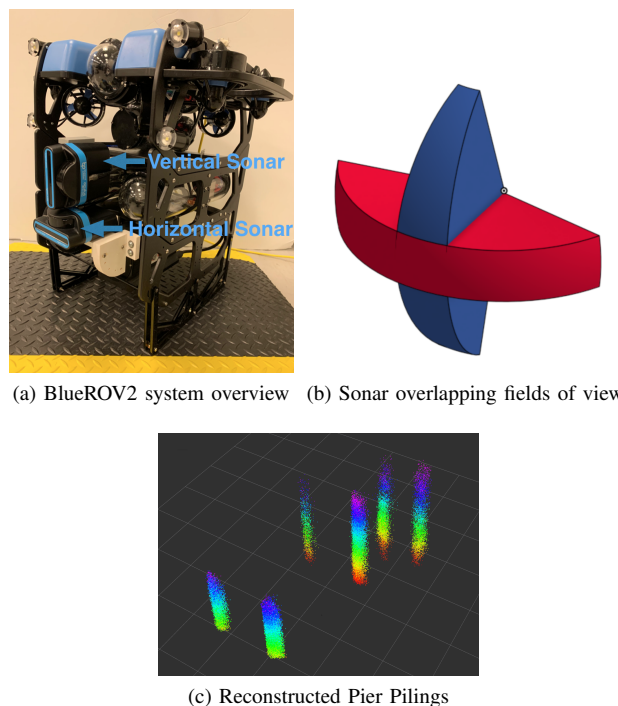 Vertical Sonar
Horizontal Sonar
(a) BlueROV2 system overview
(b) Sonar overlapping fields of view
(c) Reconstructed Pier Pilings